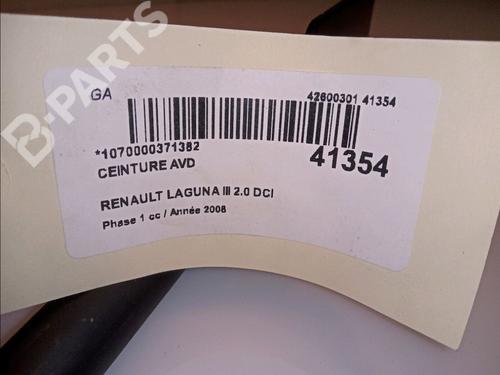 B-PARTS
GA
42600301 41354
*1070000371382
CEINTURE AVD
41354
RENAULT LAGUNA III 2.0 DCI
Phase 1 cc / Année 2008